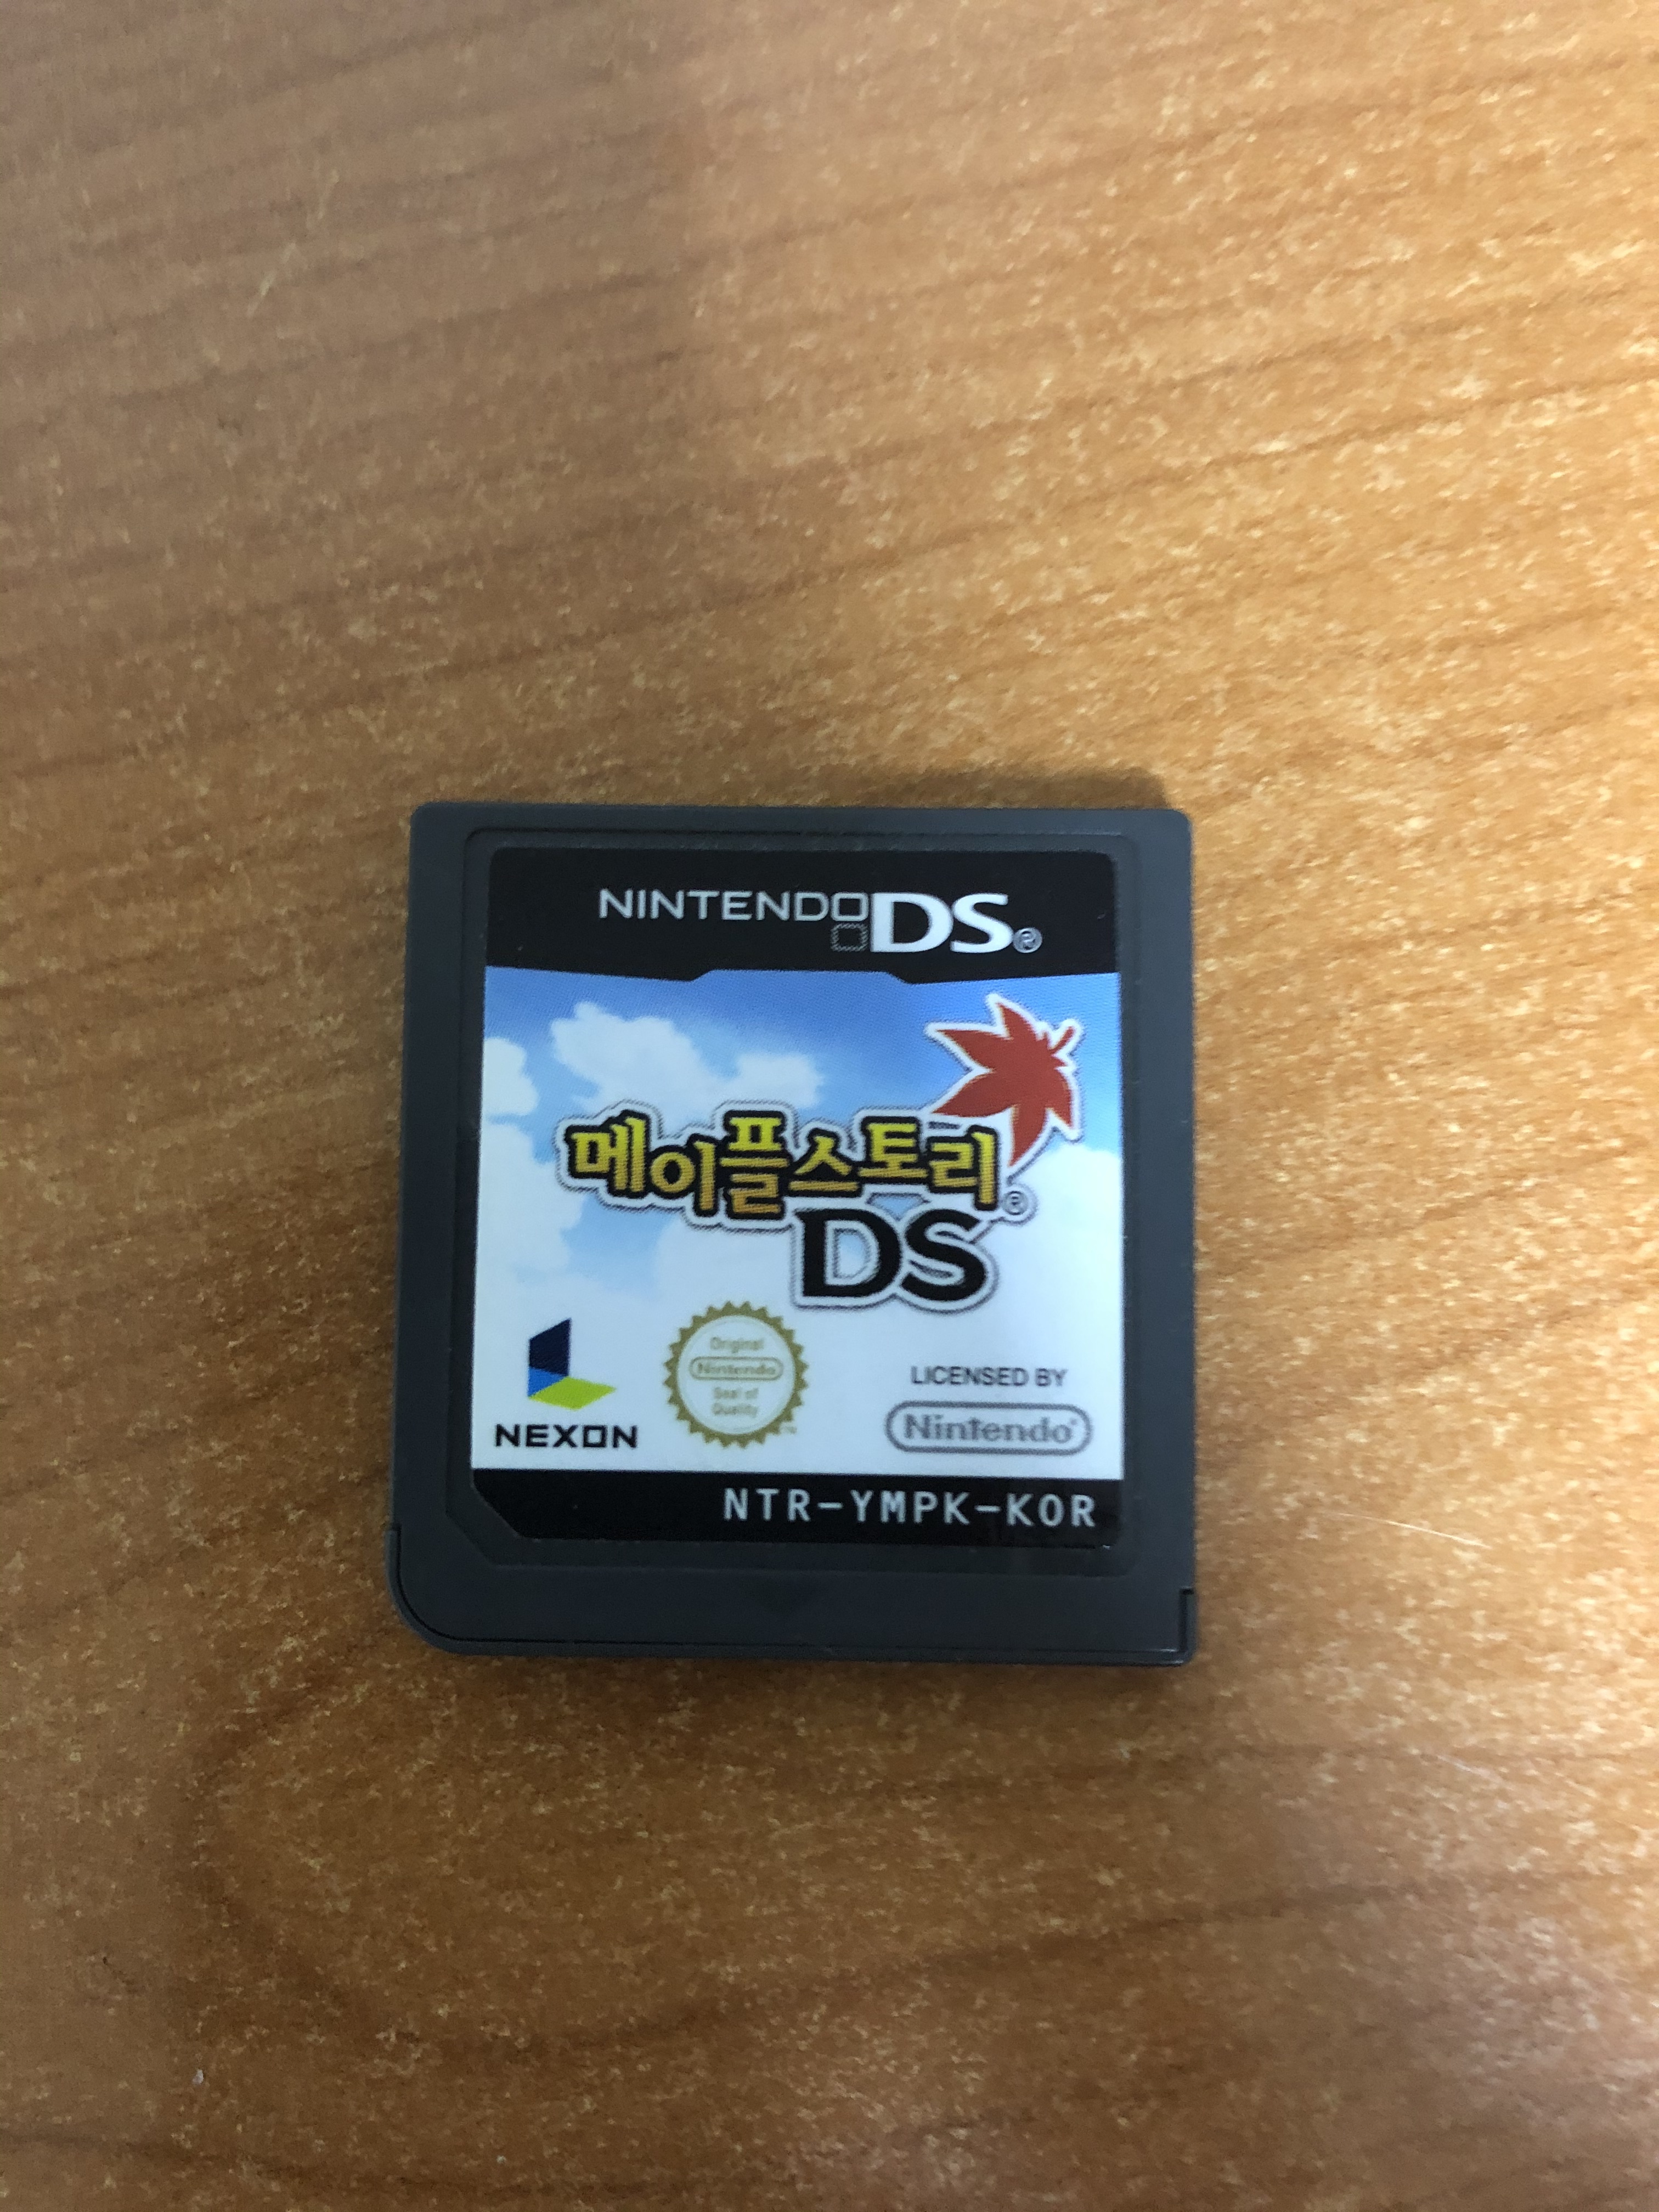 NINTENDO DS®
메이플스토리®
DS
Original
Nintendo
Seal of
Quality
™
NEXON
LICENSED BY
Nintendo®
NTR-YMPK-KOR